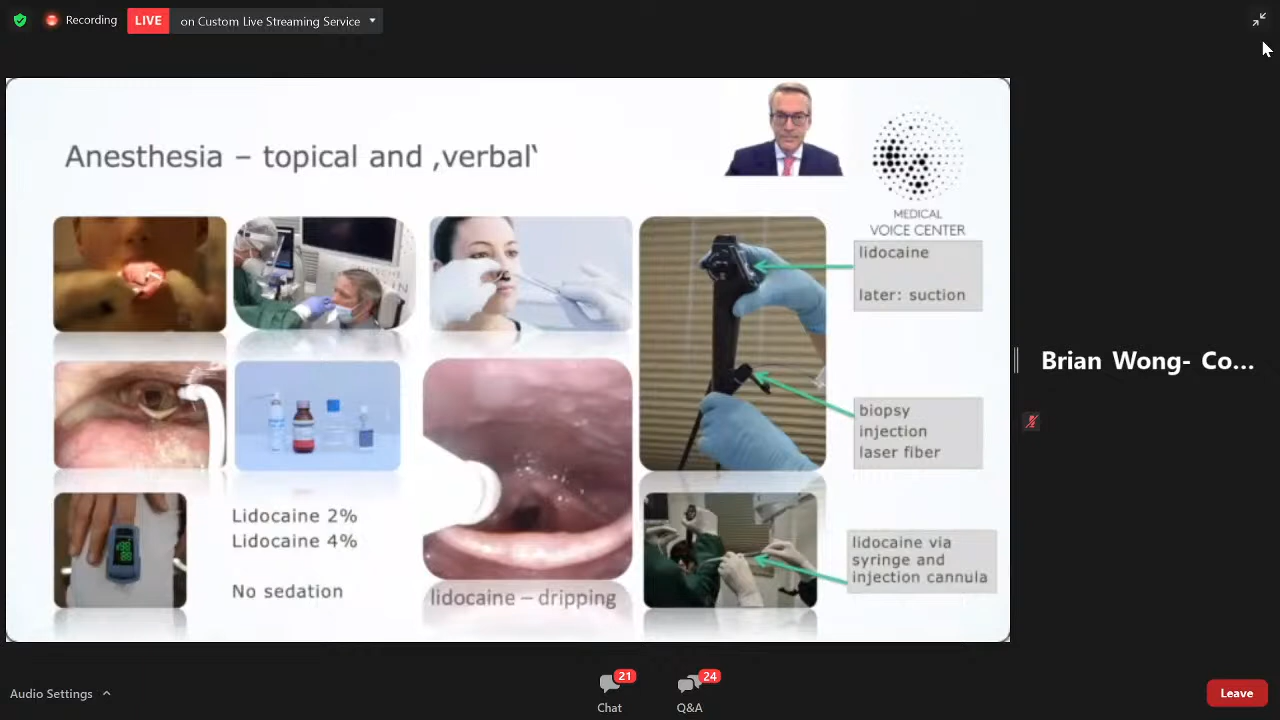 Recording
LIVE
on Custom Live Streaming Service
Anesthesia – topical and ‚verbal‘
MEDICAL
VOICE CENTER
lidocaine
later: suction
biopsy
injection
laser fiber
Lidocaine 2%
Lidocaine 4%
No sedation
lidocaine – dripping
lidocaine via
syringe and
injection cannula
Brian Wong- Co...
Audio Settings
21
Chat
24
Q&A
Leave